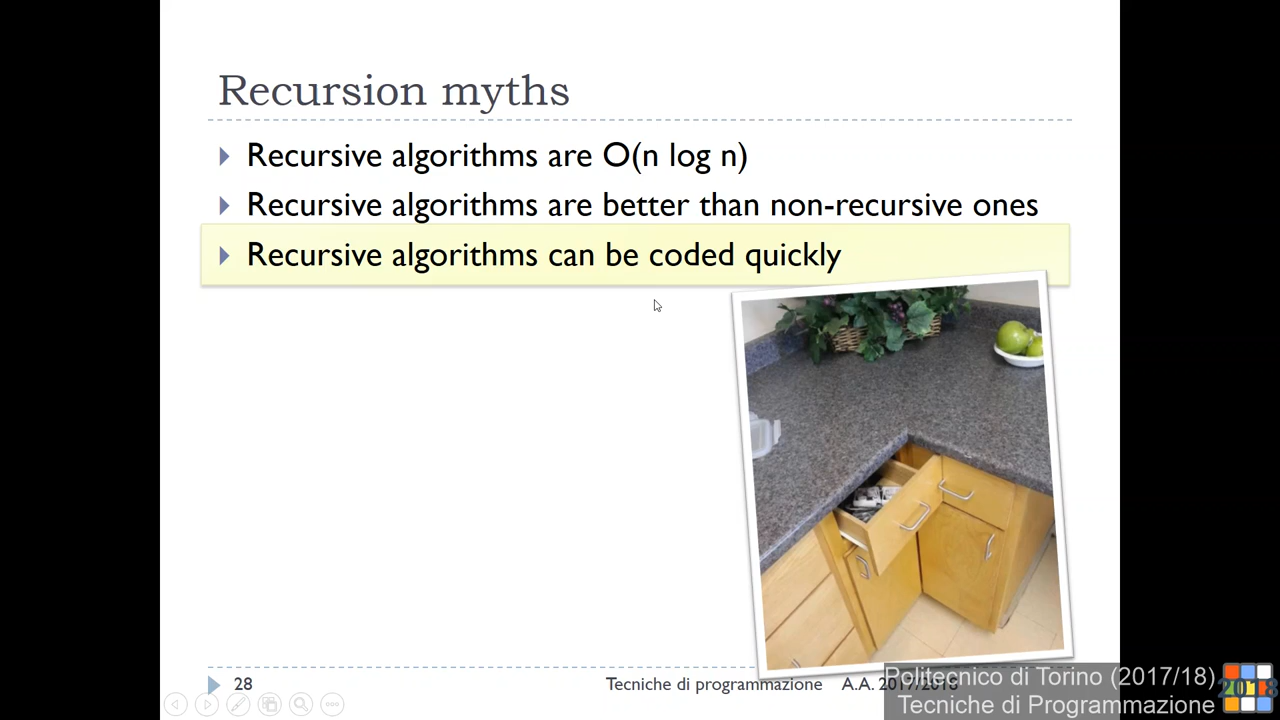 Recursion myths
Recursive algorithms are O(n log n)
Recursive algorithms are better than non-recursive ones
Recursive algorithms can be coded quickly
28
Tecniche di programmazione A.A. 2017/2018
Politecnico di Torino (2017/18)
Tecniche di Programmazione
2018